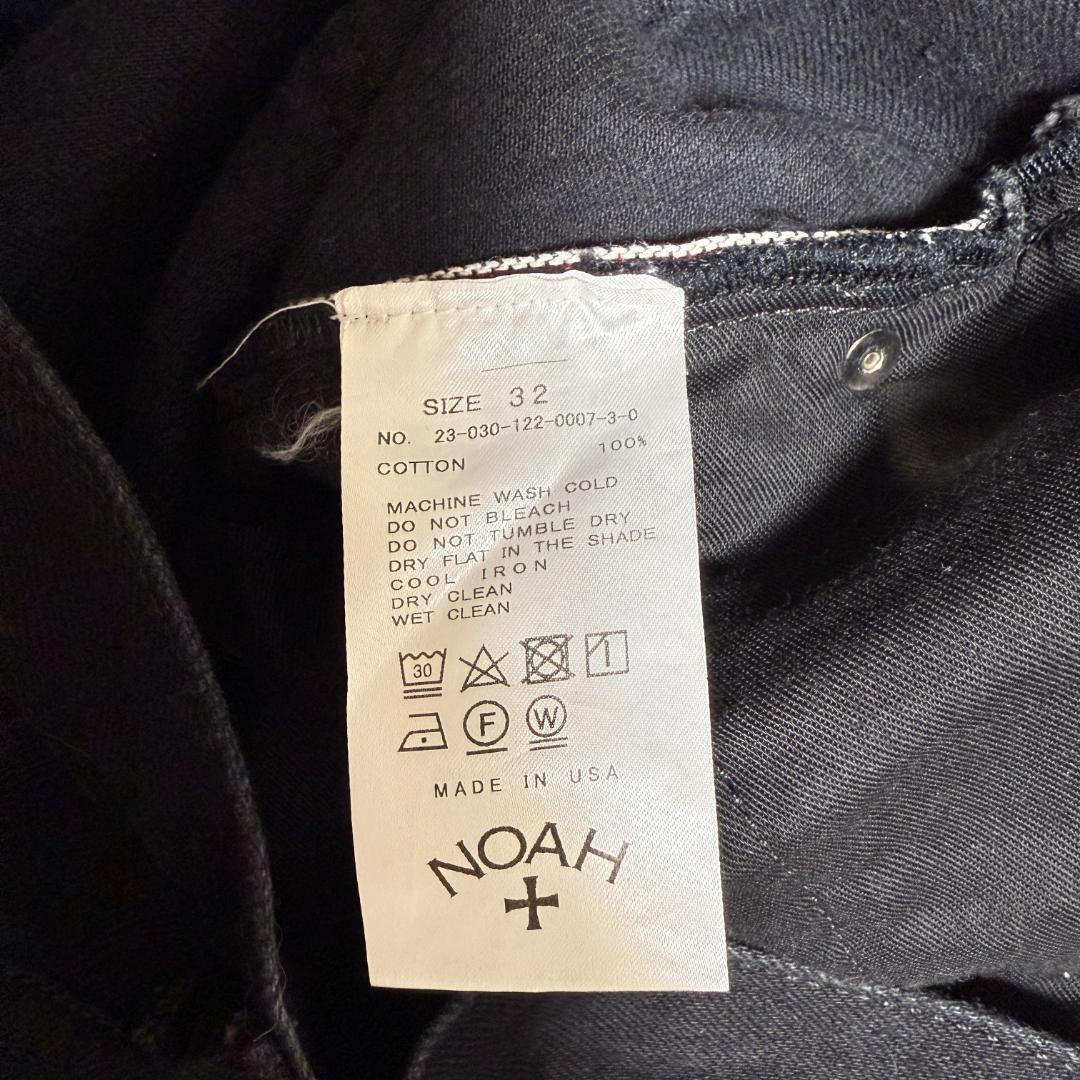 SIZE 32
NO. 23-030-122-0007-3-0
COTTON 100%
MACHINE WASH COLD
DO NOT BLEACH
DO NOT TUMBLE DRY
DRY FLAT IN THE SHADE
COOL IRON
DRY CLEAN
WET CLEAN
30
F W
MADE IN USA
NOAH